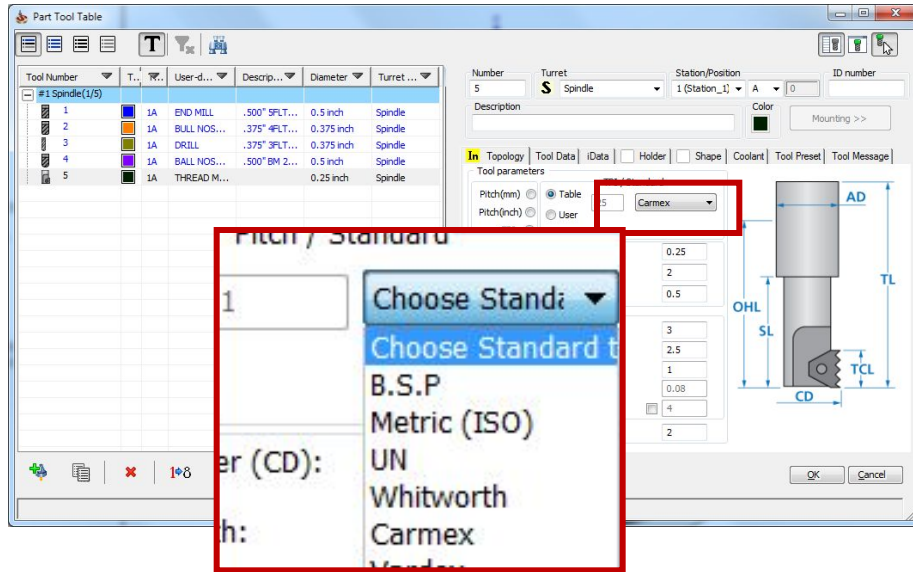 Part Tool Table
T
Tool Number T.. User-d... Descrip... Diameter Turret ...
#1 Spindle(1/5)
1 1A END MILL .500" 5FLT... 0.5 inch Spindle
2 1A BULL NOS... .375" 4FLT... 0.375 inch Spindle
3 1A DRILL .375" 3FLT... 0.375 inch Spindle
4 1A BALL NOS... .500" BM 2... 0.5 inch Spindle
5 1A THREAD M... 0.25 inch Spindle
Number Turret Station/Position ID number
5 S Spindle 1 (Station_1) A 0
Description Color
Mounting >>
In Topology Tool Data iData Holder Shape Coolant Tool Preset Tool Message
Tool parameters
Pitch(mm) Table Carmex
Pitch(inch) User
0.25
2
0.5
3
2.5
1
0.08
4
2
AD
TL
OHL
SL
TCL
CD
Pitch / Standard
1 Choose Standa
Choose Standard t
B.S.P
Metric (ISO)
er (CD): UN
Whitworth
h: Carmex
Vardex
OK Cancel